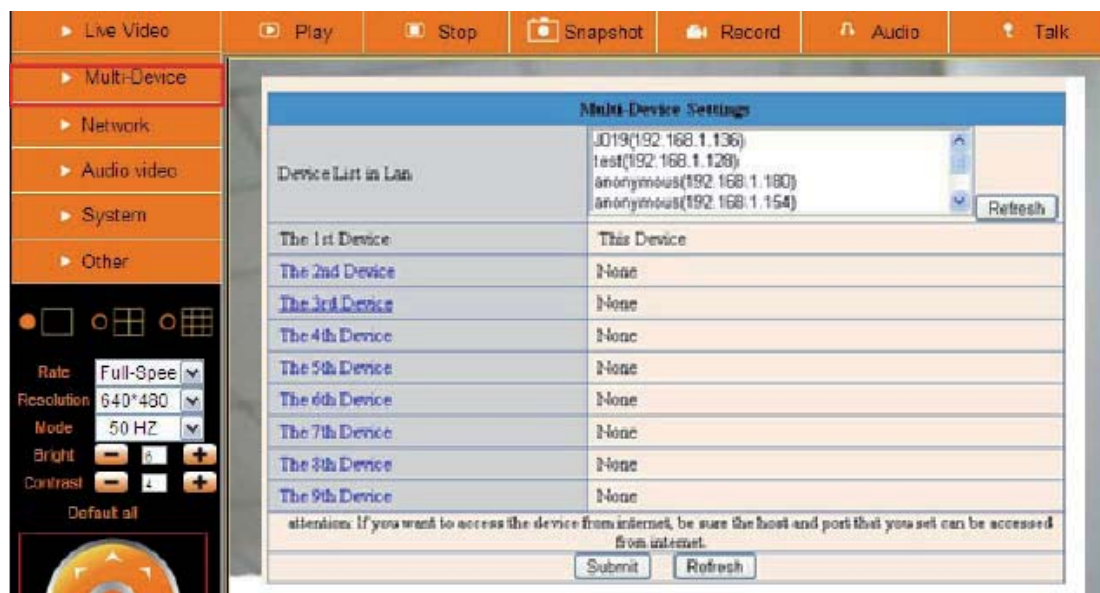 Live Video
Play
Stop
Snapshot
Record
Audio
Talk
Multi-Device
Network
Audio video
System
Other
Rate
Full-Spee
Resolution
640*480
Mode
50 HZ
Bright
6
Contrast
4
Default all
Multi-Device Settings
Device List in Lan
J019(192.168.1.136)
test(192.168.1.128)
anonymous(192.168.1.180)
anonymous(192.168.1.154)
Refresh
The 1st Device
This Device
The 2nd Device
None
The 3rd Device
None
The 4th Device
None
The 5th Device
None
The 6th Device
None
The 7th Device
None
The 8th Device
None
The 9th Device
None
attention: If you want to access the device from internet, be sure the host and port that you set can be accessed
from internet.
Submit
Refresh